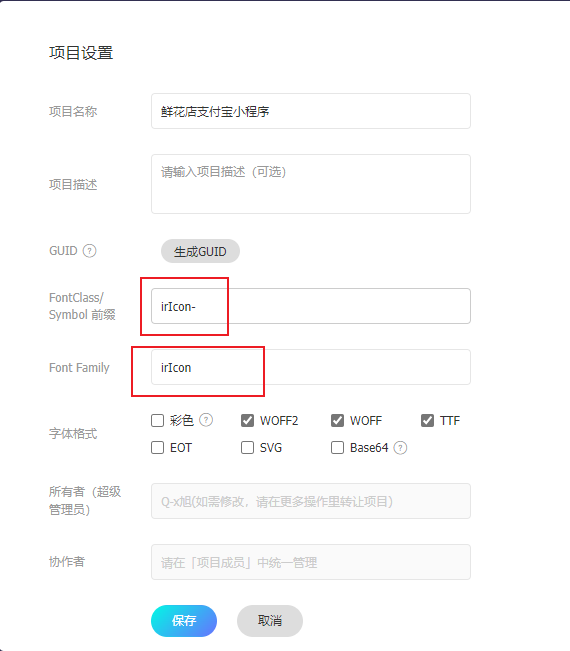 项目设置
项目名称
鲜花店支付宝小程序
项目描述
请输入项目描述（可选）
GUID ?
生成GUID
FontClass/
Symbol 前缀
irIcon-
Font Family
irIcon
字体格式
彩色 ? WOFF2 WOFF TTF
EOT SVG Base64 ?
所有者（超级
管理员）
Q-x旭(如需修改，请在更多操作里转让项目)
协作者
请在「项目成员」中统一管理
保存 取消